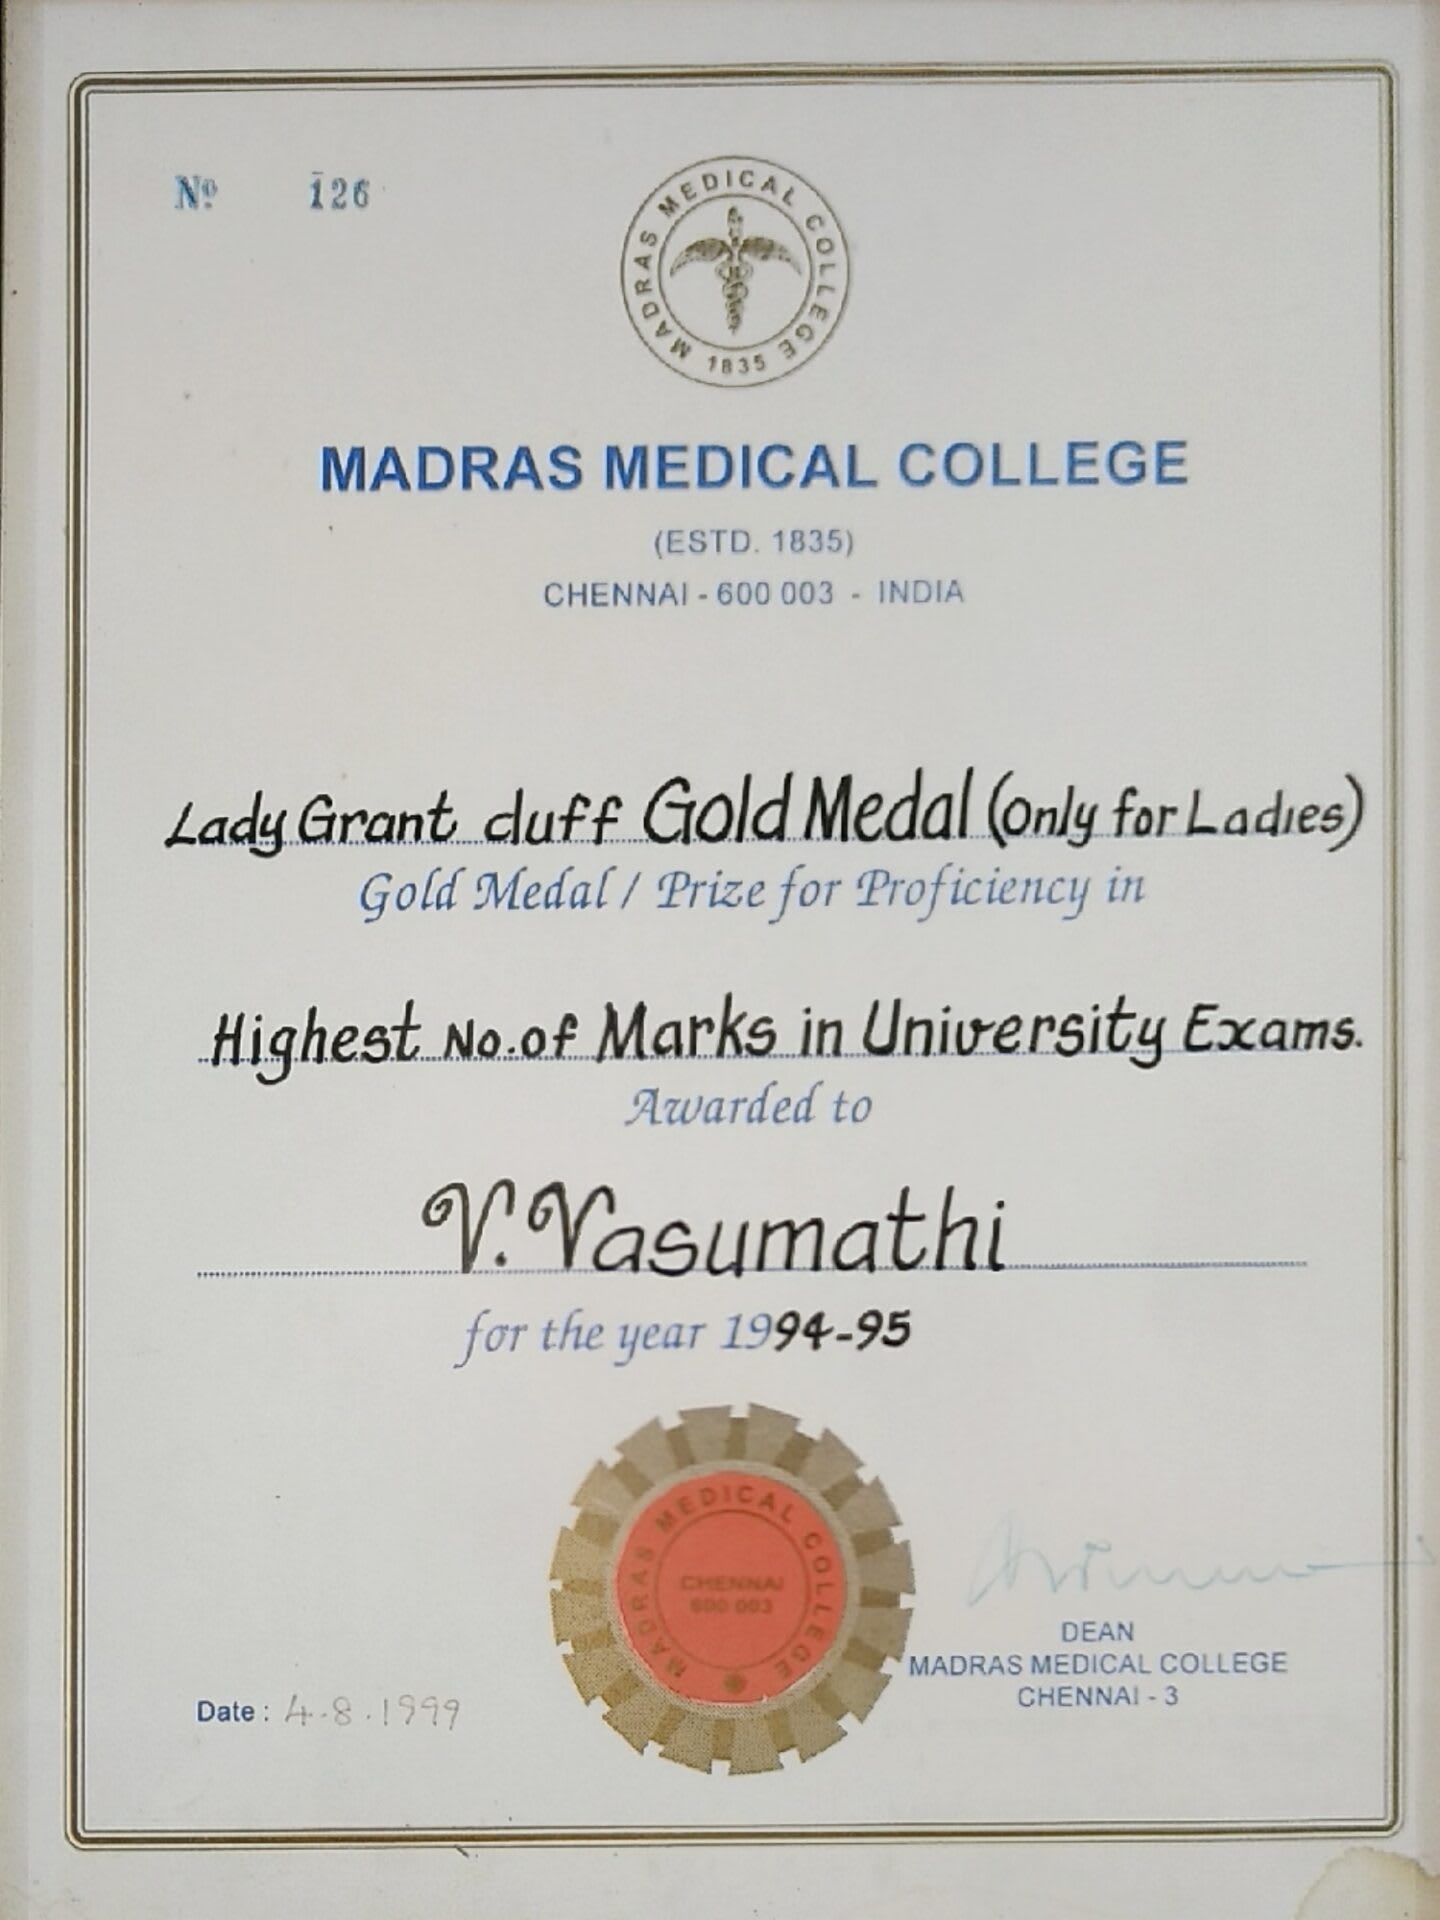 Nº 126
MADRAS MEDICAL COLLEGE
1835
MADRAS MEDICAL COLLEGE
(ESTD. 1835)
CHENNAI - 600 003 - INDIA
Lady Grant duff Gold Medal (only for Ladies)
Gold Medal / Prize for Proficiency in
Highest No. of Marks in University Exams.
Awarded to
V. Vasumathi
for the year 1994-95
MADRAS MEDICAL COLLEGE
CHENNAI
600 003
DEAN
MADRAS MEDICAL COLLEGE
CHENNAI - 3
Date : 4.8.1999